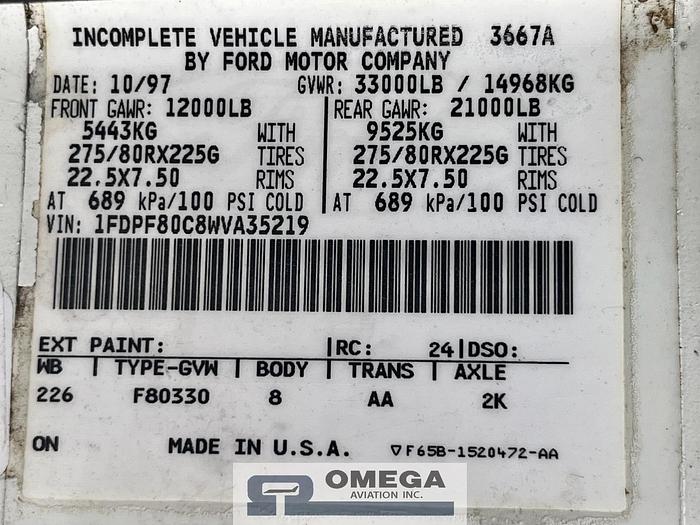 INCOMPLETE VEHICLE MANUFACTURED 3667A
BY FORD MOTOR COMPANY
DATE: 10/97 GVWR: 33000LB / 14968KG
FRONT GAWR: 12000LB REAR GAWR: 21000LB
5443KG WITH 9525KG WITH
275/80RX225G TIRES 275/80RX225G TIRES
22.5X7.50 RIMS 22.5X7.50 RIMS
AT 689 kPa/100 PSI COLD AT 689 kPa/100 PSI COLD
VIN: 1FDPF80C8WVA35219
EXT PAINT: RC: 24 DSO:
WB TYPE-GVW BODY TRANS AXLE
226 F80330 8 AA 2K
ON MADE IN U.S.A. ▽F65B-1520472-AA
OMEGA
AVIATION INC.